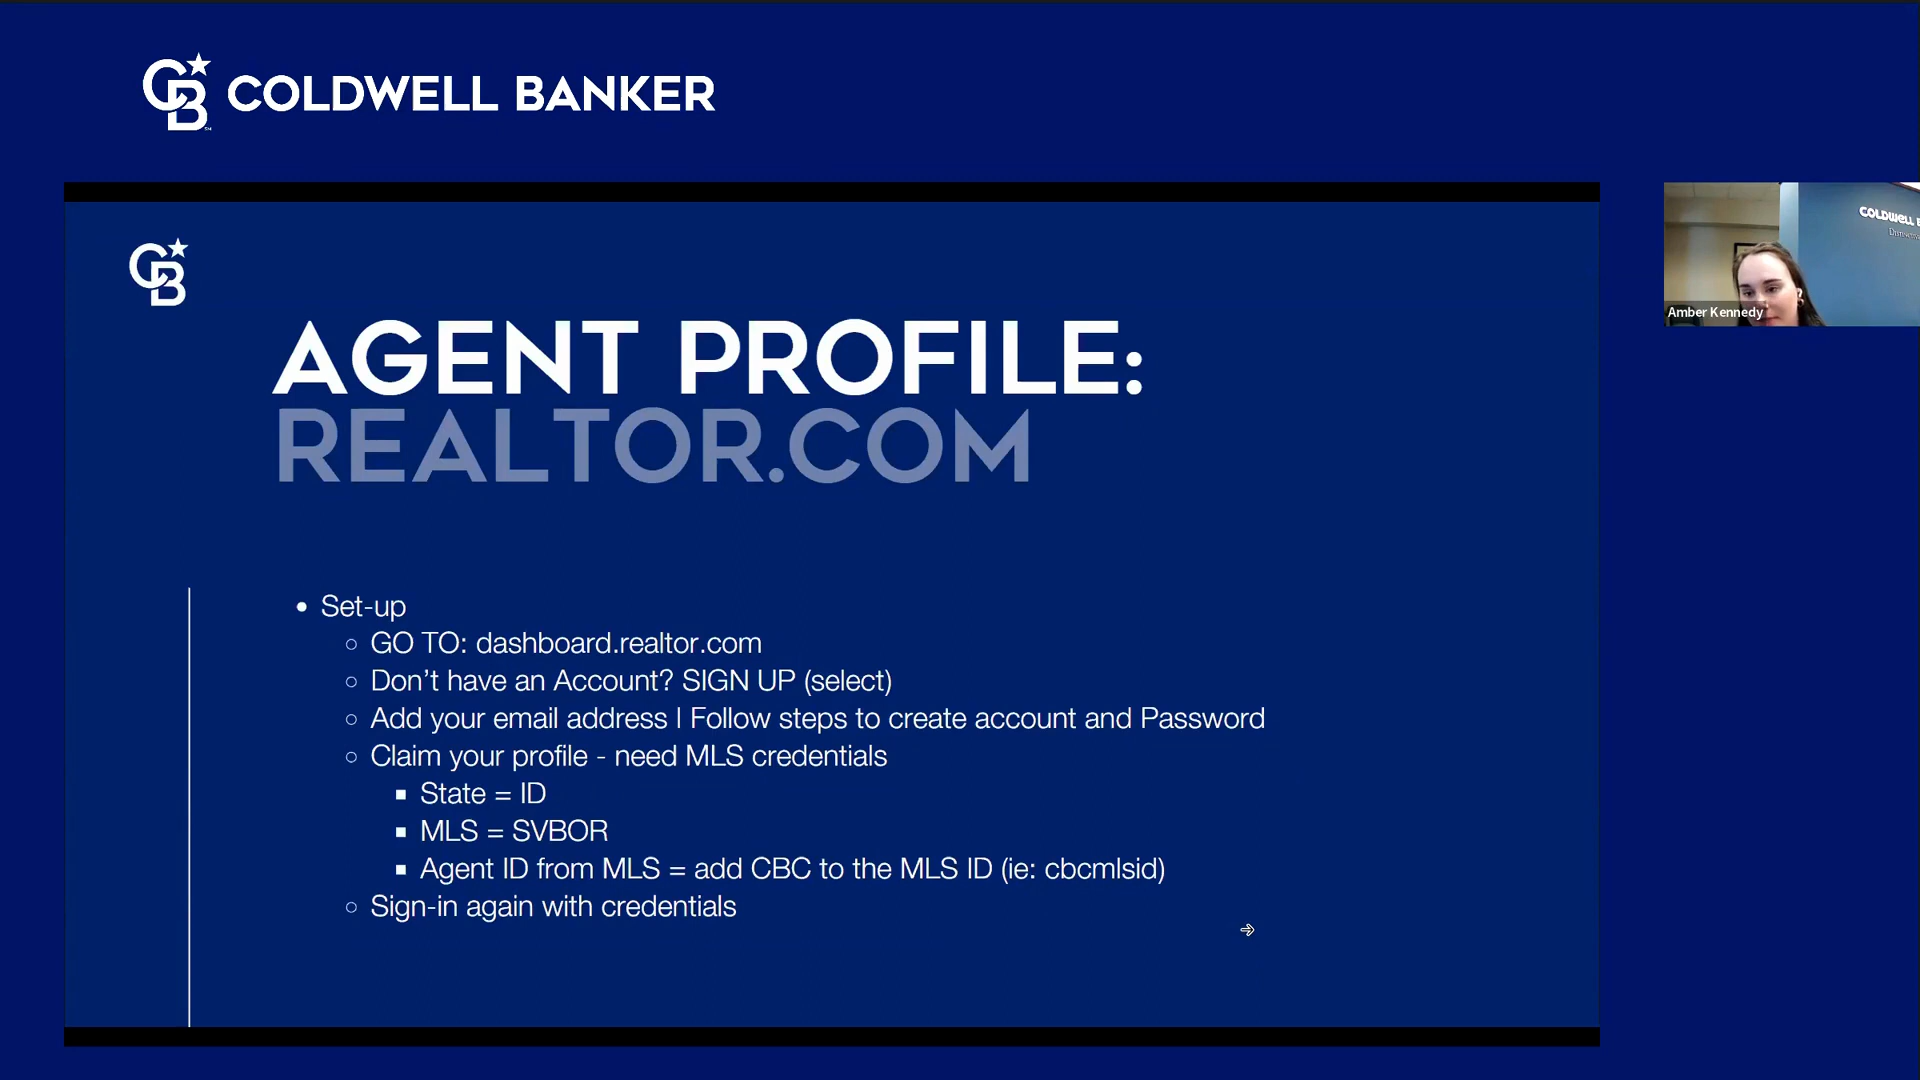 COLDWELL BANKER
AGENT PROFILE:
REALTOR.COM
Set-up
GO TO: dashboard.realtor.com
Don’t have an Account? SIGN UP (select)
Add your email address | Follow steps to create account and Password
Claim your profile - need MLS credentials
State = ID
MLS = SVBOR
Agent ID from MLS = add CBC to the MLS ID (ie: cbcmlsid)
Sign-in again with credentials
COLDWELL B
Amber Kennedy